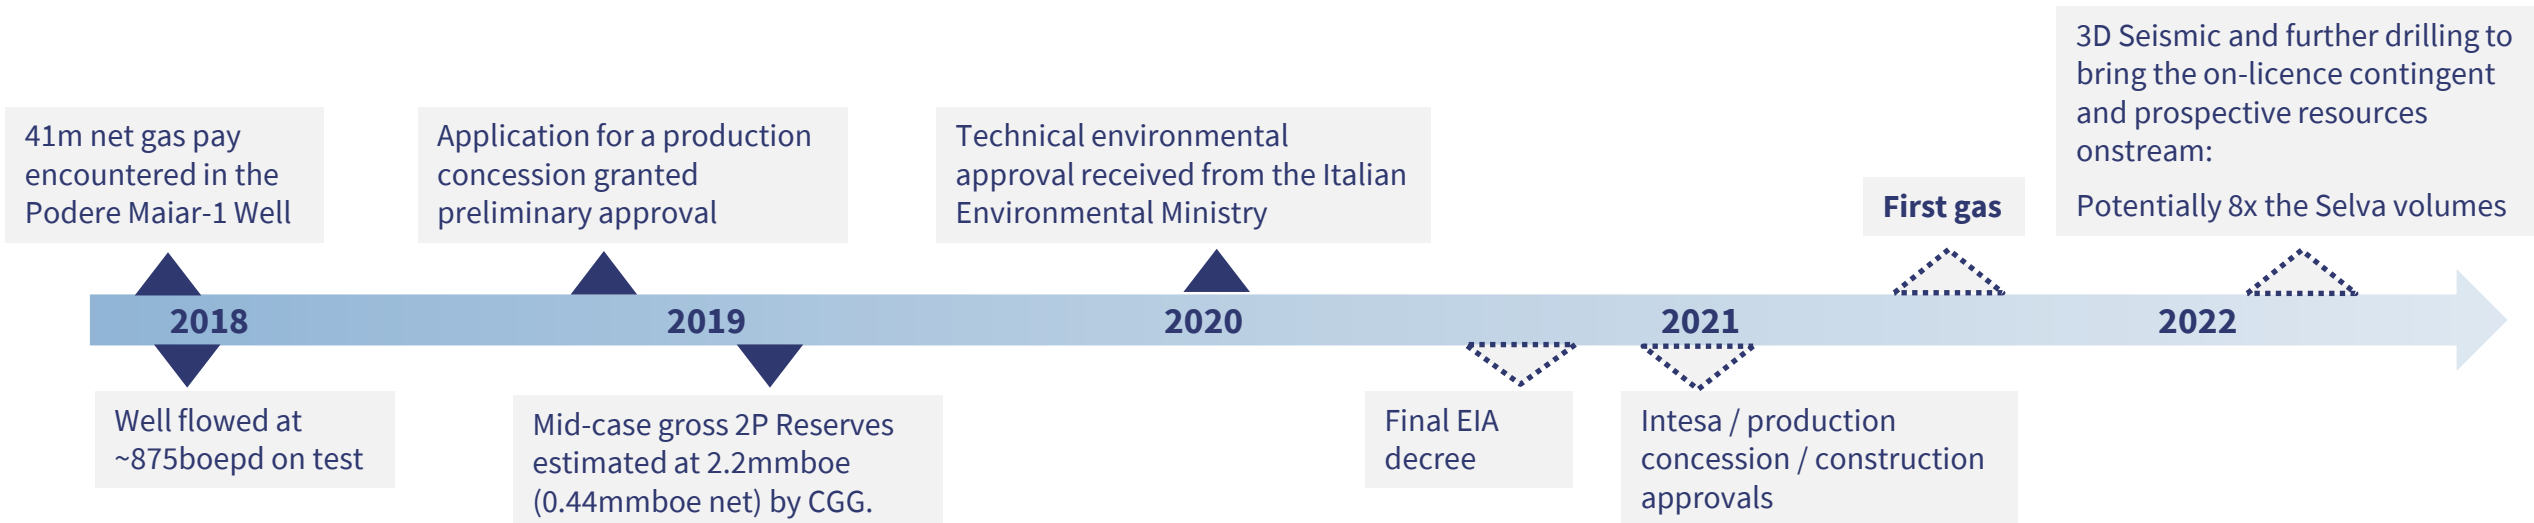 41m net gas pay
encountered in the
Podere Maiar-1 Well
Application for a production
concession granted
preliminary approval
Technical environmental
approval received from the Italian
Environmental Ministry
First gas
3D Seismic and further drilling to
bring the on-licence contingent
and prospective resources
onstream:
Potentially 8x the Selva volumes
2018
2019
2020
2021
2022
Well flowed at
~875boepd on test
Mid-case gross 2P Reserves
estimated at 2.2mmboe
(0.44mmboe net) by CGG.
Final EIA
decree
Intesa / production
concession / construction
approvals